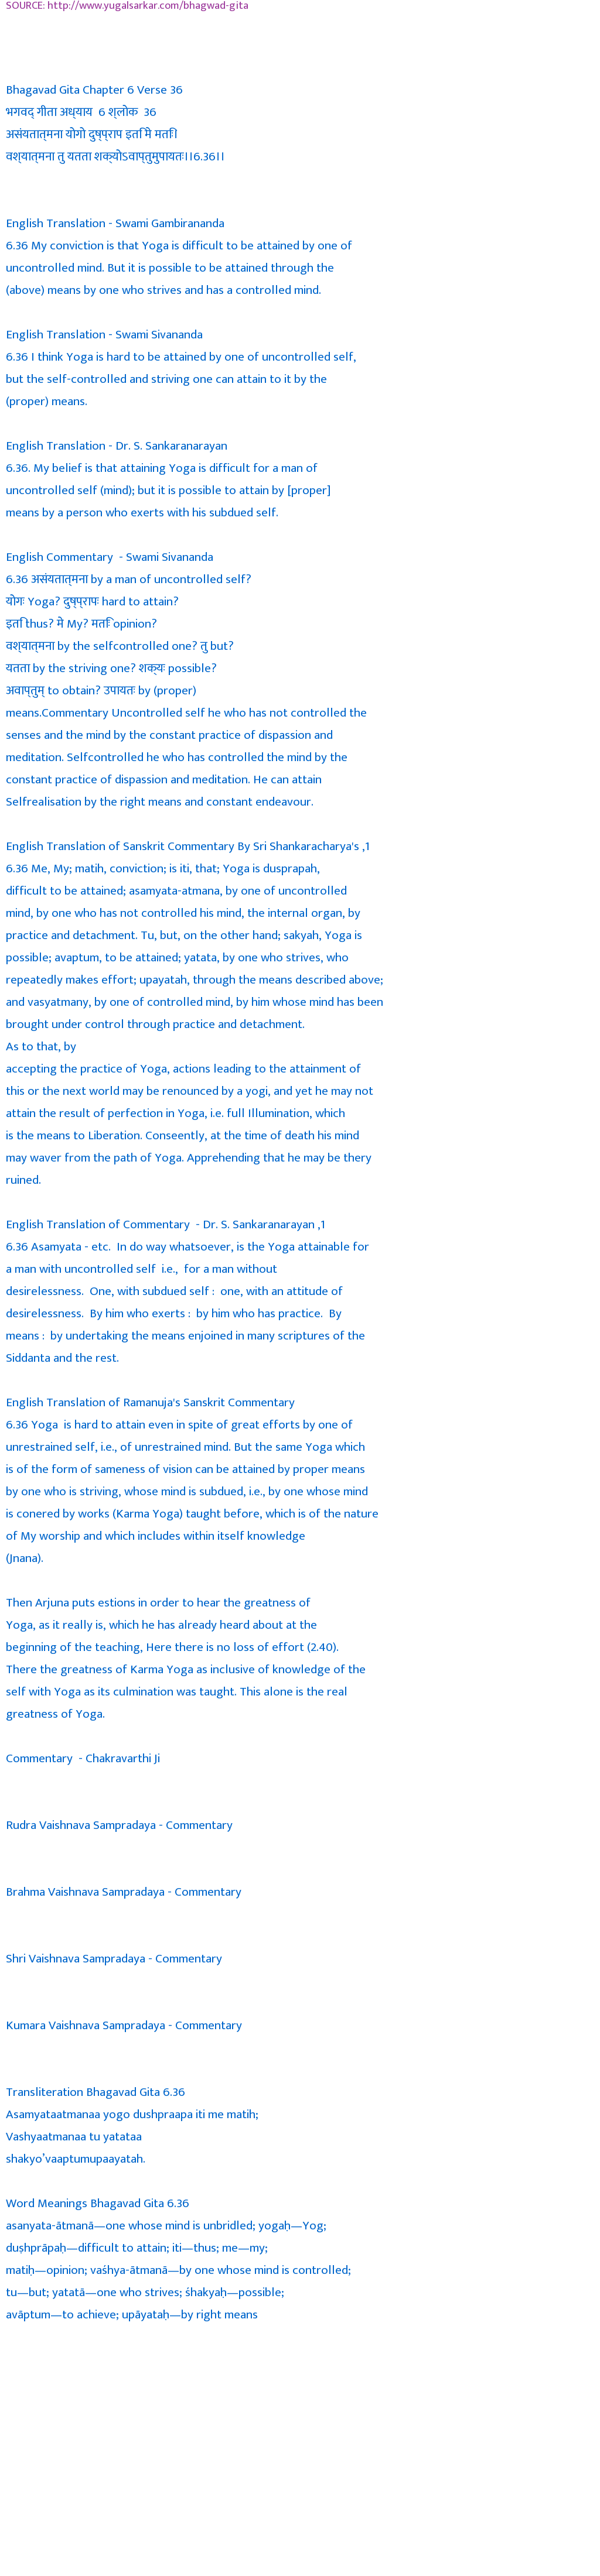 SOURCE: http://www.yugalsarkar.com/bhagwad-gita
Bhagavad Gita Chapter 6 Verse 36
भगवद् गीता अध्याय 6 श्लोक 36
असंयतात्मना योगो दुष्प्राप इति मे मतिः।
वश्यात्मना तु यतता शक्योऽवाप्तुमुपायतः।।6.36।।
English Translation - Swami Gambirananda
6.36 My conviction is that Yoga is difficult to be attained by one of
uncontrolled mind. But it is possible to be attained through the
(above) means by one who strives and has a controlled mind.
English Translation - Swami Sivananda
6.36 I think Yoga is hard to be attained by one of uncontrolled self,
but the self-controlled and striving one can attain to it by the
(proper) means.
English Translation - Dr. S. Sankaranarayan
6.36. My belief is that attaining Yoga is difficult for a man of
uncontrolled self (mind); but it is possible to attain by [proper]
means by a person who exerts with his subdued self.
English Commentary - Swami Sivananda
6.36 असंयतात्मना by a man of uncontrolled self?
योगः Yoga? दुष्प्रापः hard to attain?
इति thus? मे My? मतिः opinion?
वश्यात्मना by the selfcontrolled one? तु but?
यतता by the striving one? शक्यः possible?
अवाप्तुम् to obtain? उपायतः by (proper)
means.Commentary Uncontrolled self he who has not controlled the
senses and the mind by the constant practice of dispassion and
meditation. Selfcontrolled he who has controlled the mind by the
constant practice of dispassion and meditation. He can attain
Selfrealisation by the right means and constant endeavour.
English Translation of Sanskrit Commentary By Sri Shankaracharya's ,1
6.36 Me, My; matih, conviction; is iti, that; Yoga is dusprapah,
difficult to be attained; asamyata-atmana, by one of uncontrolled
mind, by one who has not controlled his mind, the internal organ, by
practice and detachment. Tu, but, on the other hand; sakyah, Yoga is
possible; avaptum, to be attained; yatata, by one who strives, who
repeatedly makes effort; upayatah, through the means described above;
and vasyatmany, by one of controlled mind, by him whose mind has been
brought under control through practice and detachment.
As to that, by
accepting the practice of Yoga, actions leading to the attainment of
this or the next world may be renounced by a yogi, and yet he may not
attain the result of perfection in Yoga, i.e. full Illumination, which
is the means to Liberation. Conseently, at the time of death his mind
may waver from the path of Yoga. Apprehending that he may be thery
ruined.
English Translation of Commentary - Dr. S. Sankaranarayan ,1
6.36 Asamyata - etc. In do way whatsoever, is the Yoga attainable for
a man with uncontrolled self i.e., for a man without
desirelessness. One, with subdued self : one, with an attitude of
desirelessness. By him who exerts : by him who has practice. By
means : by undertaking the means enjoined in many scriptures of the
Siddanta and the rest.
English Translation of Ramanuja's Sanskrit Commentary
6.36 Yoga is hard to attain even in spite of great efforts by one of
unrestrained self, i.e., of unrestrained mind. But the same Yoga which
is of the form of sameness of vision can be attained by proper means
by one who is striving, whose mind is subdued, i.e., by one whose mind
is conered by works (Karma Yoga) taught before, which is of the nature
of My worship and which includes within itself knowledge
(Jnana).
Then Arjuna puts estions in order to hear the greatness of
Yoga, as it really is, which he has already heard about at the
beginning of the teaching, Here there is no loss of effort (2.40).
There the greatness of Karma Yoga as inclusive of knowledge of the
self with Yoga as its culmination was taught. This alone is the real
greatness of Yoga.
Commentary - Chakravarthi Ji
Rudra Vaishnava Sampradaya - Commentary
Brahma Vaishnava Sampradaya - Commentary
Shri Vaishnava Sampradaya - Commentary
Kumara Vaishnava Sampradaya - Commentary
Transliteration Bhagavad Gita 6.36
Asamyataatmanaa yogo dushpraapa iti me matih;
Vashyaatmanaa tu yatataa
shakyo'vaaptumupaayatah.
Word Meanings Bhagavad Gita 6.36
asanyata-ātmanā—one whose mind is unbridled; yogaḥ—Yog;
duṣhprāpaḥ—difficult to attain; iti—thus; me—my;
matiḥ—opinion; vaśhya-ātmanā—by one whose mind is controlled;
tu—but; yatatā—one who strives; śhakyaḥ—possible;
avāptum—to achieve; upāyataḥ—by right means